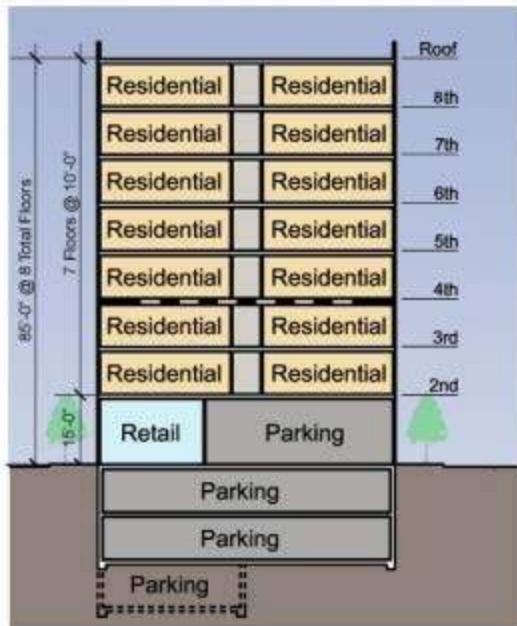 Roof
Residential Residential
8th
Residential Residential
7th
Residential Residential
6th
Residential Residential
5th
Residential Residential
4th
Residential Residential
3rd
Residential Residential
2nd
85'-0" @ 8 Total Floors
7 Floors @ 10'-0"
15'-0"
Retail Parking
Parking
Parking
Parking